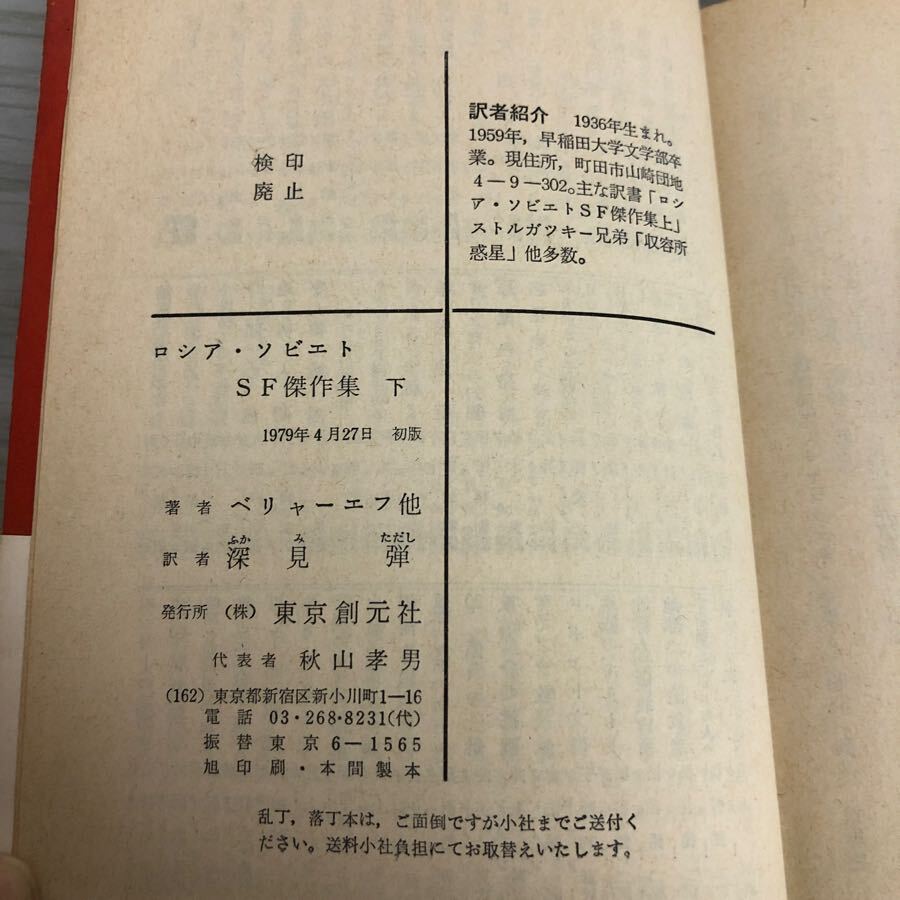 検印
廃止
訳者紹介　1936年生まれ。
1959年，早稲田大学文学部卒
業。現住所，町田市山崎団地
4－9－302。主な訳書「ロシ
ア・ソビエトSF傑作集上」
ストルガツキー兄弟「収容所
惑星」他多数。
ロシア・ソビエト
SF傑作集　下
1979年4月27日　初版
著者　ベリャーエフ他
ふか　み　ただし
訳者　深見　弾
発行所　（株）　東京創元社
代表者　秋山孝男
（162）東京都新宿区新小川町1―16
電話　03・268・8231（代）
振替　東京6－1565
旭印刷・本間製本
乱丁，落丁本は，ご面倒ですが小社までご送付く
ださい。送料小社負担にてお取替えいたします。